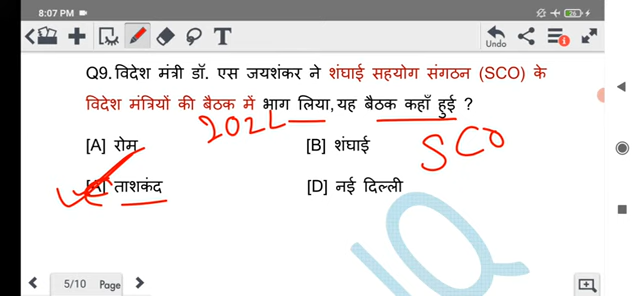 8:07 PM
Undo
Q9. विदेश मंत्री डॉ. एस जयशंकर ने शंघाई सहयोग संगठन (SCO) के
विदेश मंत्रियों की बैठक में भाग लिया, यह बैठक कहाँ हुई ?
2022
[A] रोम
[B] शंघाई
SCO
[A] ताशकंद
[D] नई दिल्ली
5/10 Page